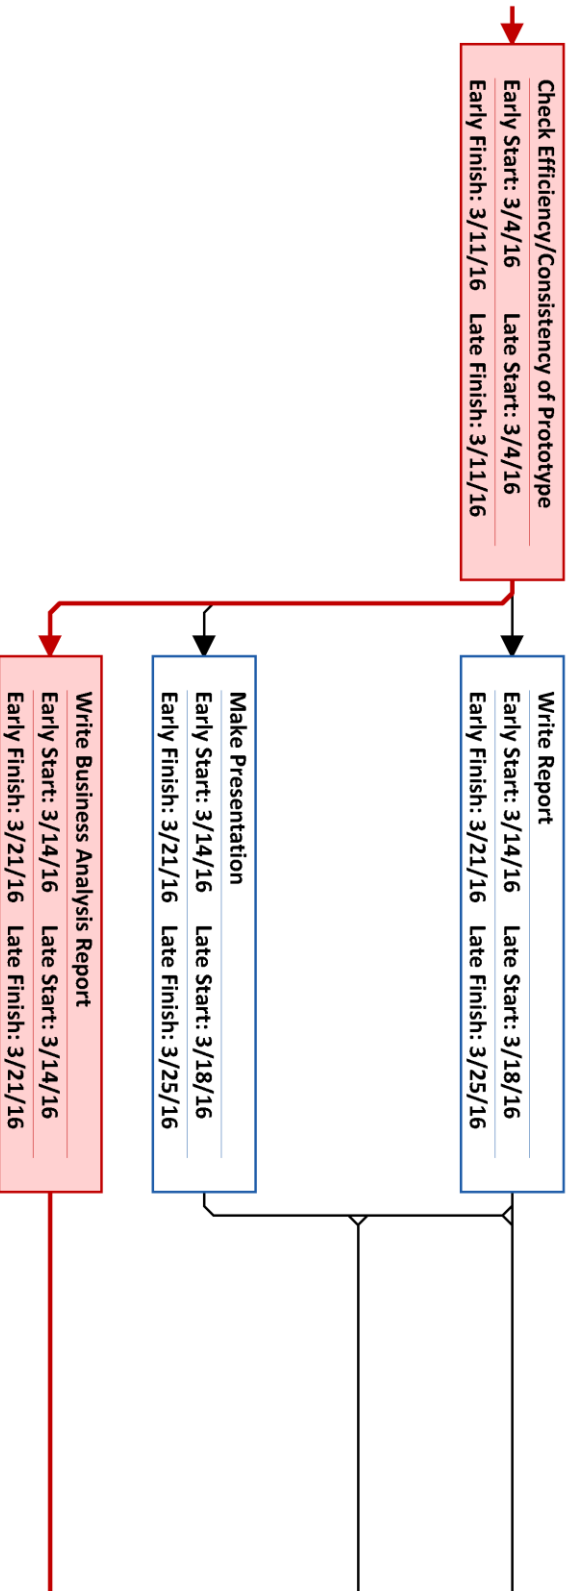 Check Efficiency/Consistency of Prototype
Early Start: 3/4/16 Late Start: 3/4/16
Early Finish: 3/11/16 Late Finish: 3/11/16
Write Report
Early Start: 3/14/16 Late Start: 3/18/16
Early Finish: 3/21/16 Late Finish: 3/25/16
Make Presentation
Early Start: 3/14/16 Late Start: 3/18/16
Early Finish: 3/21/16 Late Finish: 3/25/16
Write Business Analysis Report
Early Start: 3/14/16 Late Start: 3/14/16
Early Finish: 3/21/16 Late Finish: 3/21/16